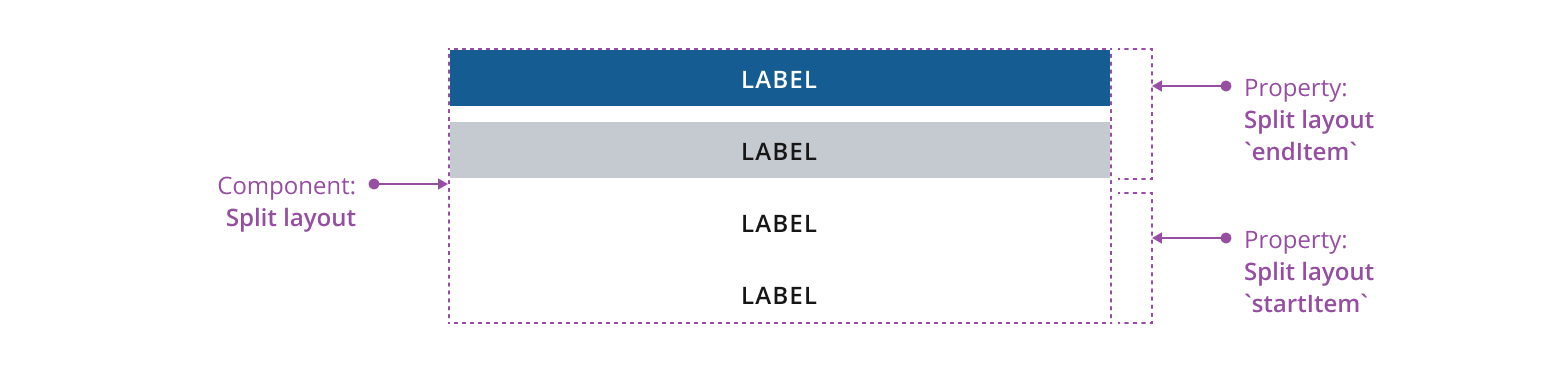 LABEL
LABEL
LABEL
LABEL
Component:
Split layout
Property:
Split layout
`endItem`
Property:
Split layout
`startItem`